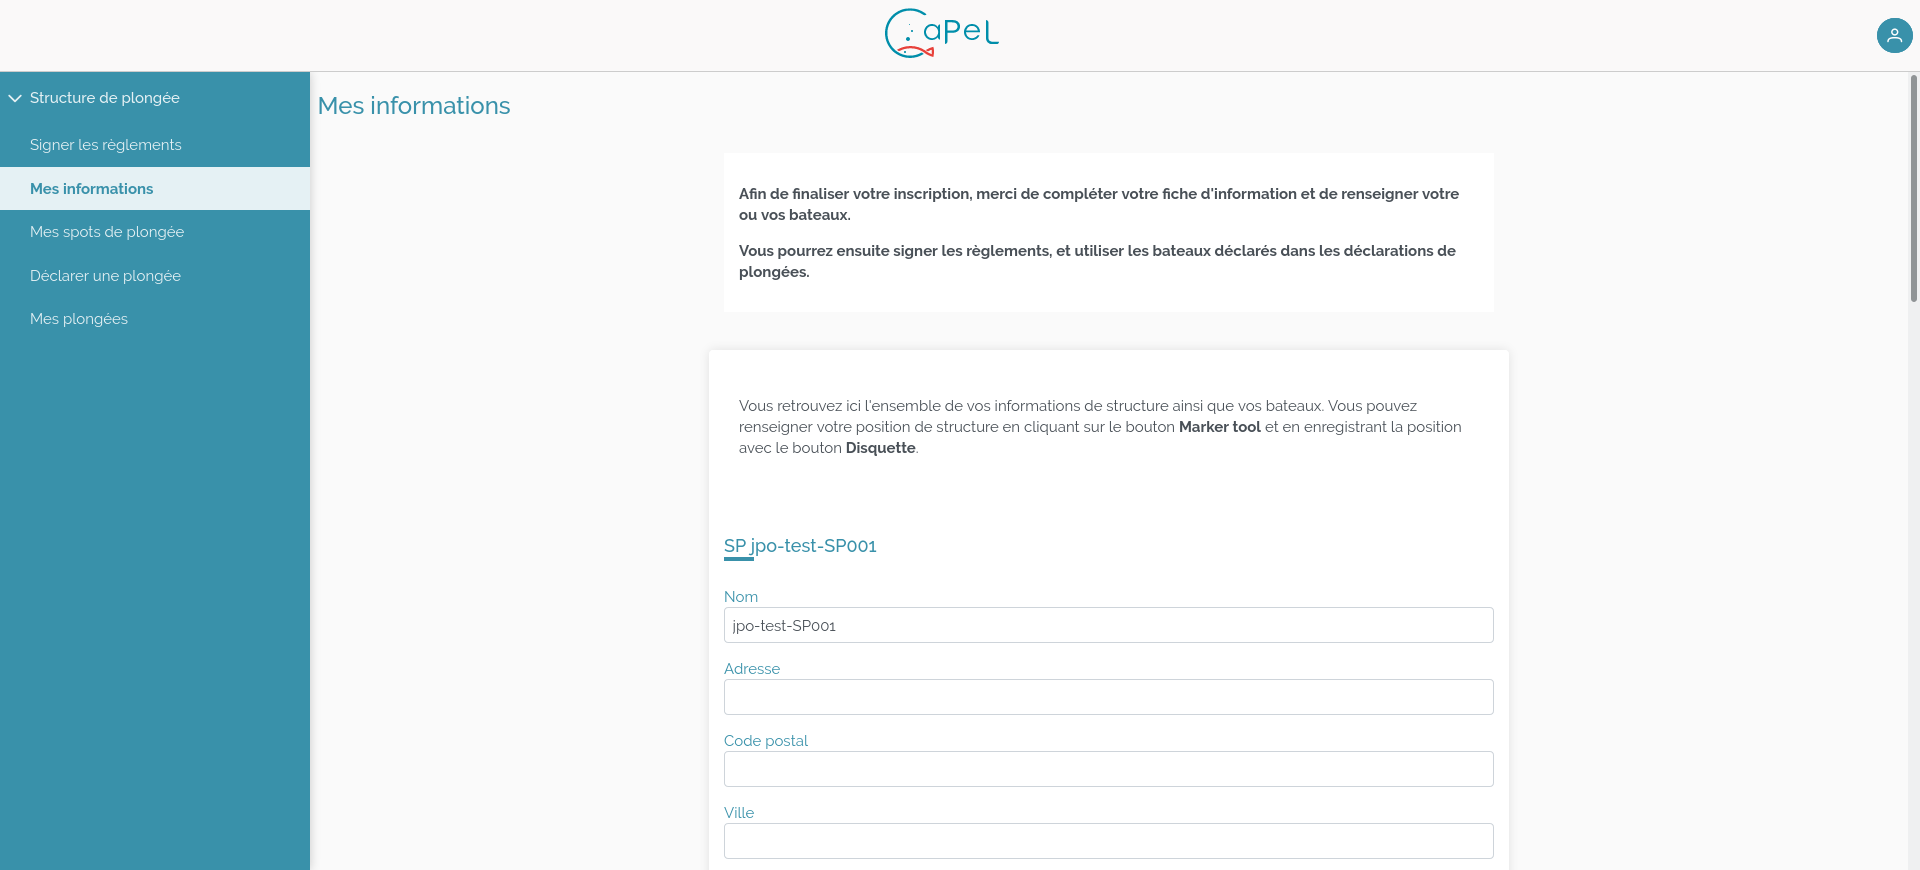 aPeL
Structure de plongée
Signer les règlements
Mes informations
Mes spots de plongée
Déclarer une plongée
Mes plongées
Mes informations
Afin de finaliser votre inscription, merci de compléter votre fiche d'information et de renseigner votre
ou vos bateaux.
Vous pourrez ensuite signer les règlements, et utiliser les bateaux déclarés dans les déclarations de
plongées.
Vous retrouvez ici l'ensemble de vos informations de structure ainsi que vos bateaux. Vous pouvez
renseigner votre position de structure en cliquant sur le bouton Marker tool et en enregistrant la position
avec le bouton Disquette.
SP jpo-test-SP001
Nom
jpo-test-SP001
Adresse
Code postal
Ville